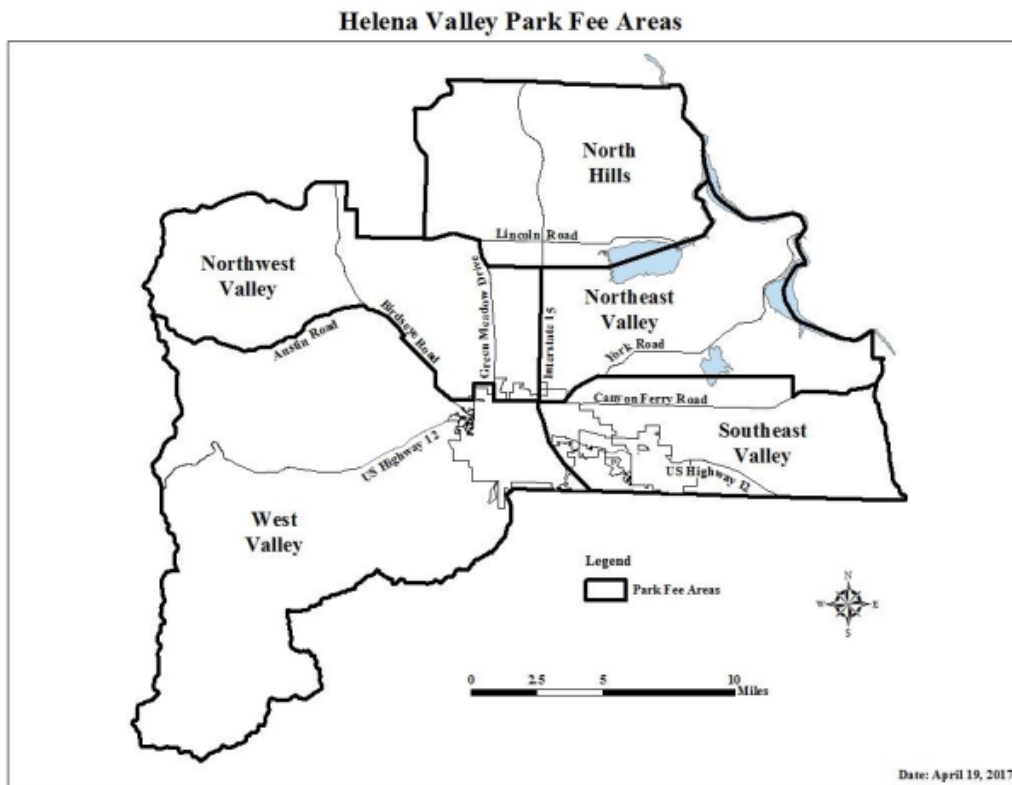 Helena Valley Park Fee Areas
North
Hills
Lincoln Road
Northwest
Valley
Green Meadow Drive
Northeast
Valley
Birdseye Road
Interstate 15
Austin Road
York Road
Canyon Ferry Road
Southeast
Valley
US Highway 12
US Highway 12
West
Valley
Legend
Park Fee Areas
N
W
E
S
0
2.5
5
10
Miles
Date: April 19, 2017